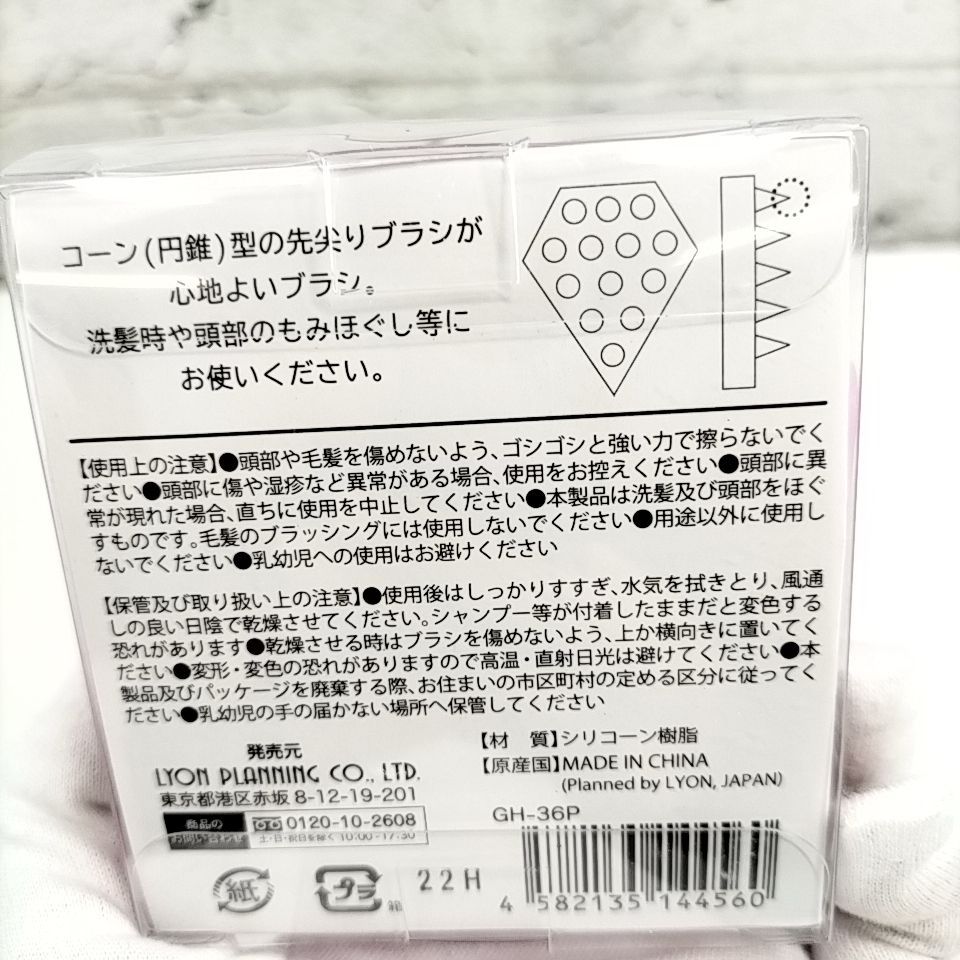 コーン(円錐)型の先尖りブラシが
心地よいブラシ。
洗髪時や頭部のもみほぐし等に
お使いください。
【使用上の注意】●頭部や毛髪を傷めないよう、ゴシゴシと強い力で擦らないでく
ださい●頭部に傷や湿疹など異常がある場合、使用をお控えください●頭部に異
常が現れた場合、直ちに使用を中止してください●本製品は洗髪及び頭部をほぐ
すものです。毛髪のブラッシングには使用しないでください●用途以外に使用し
ないでください●乳幼児への使用はお避けください
【保管及び取り扱い上の注意】●使用後はしっかりすすぎ、水気を拭きとり、風通
しの良い日陰で乾燥させてください。シャンプー等が付着したままだと変色する
恐れがあります●乾燥させる時はブラシを傷めないよう、上か横向きに置いてく
ださい●変形・変色の恐れがありますので高温・直射日光は避けてください●本
製品及びパッケージを廃棄する際、お住まいの市区町村の定める区分に従ってく
ださい●乳幼児の手の届かない場所へ保管してください
発売元
LYON PLANNING CO., LTD.
東京都港区赤坂 8-12-19-201
商品の
お問い合わせ
0120-10-2608
土・日・祝日を除く 10:00-17:30
【材 質】シリコーン樹脂
【原産国】MADE IN CHINA
(Planned by LYON, JAPAN)
GH-36P
紙
プラ
箱
22H
4 582135 144560